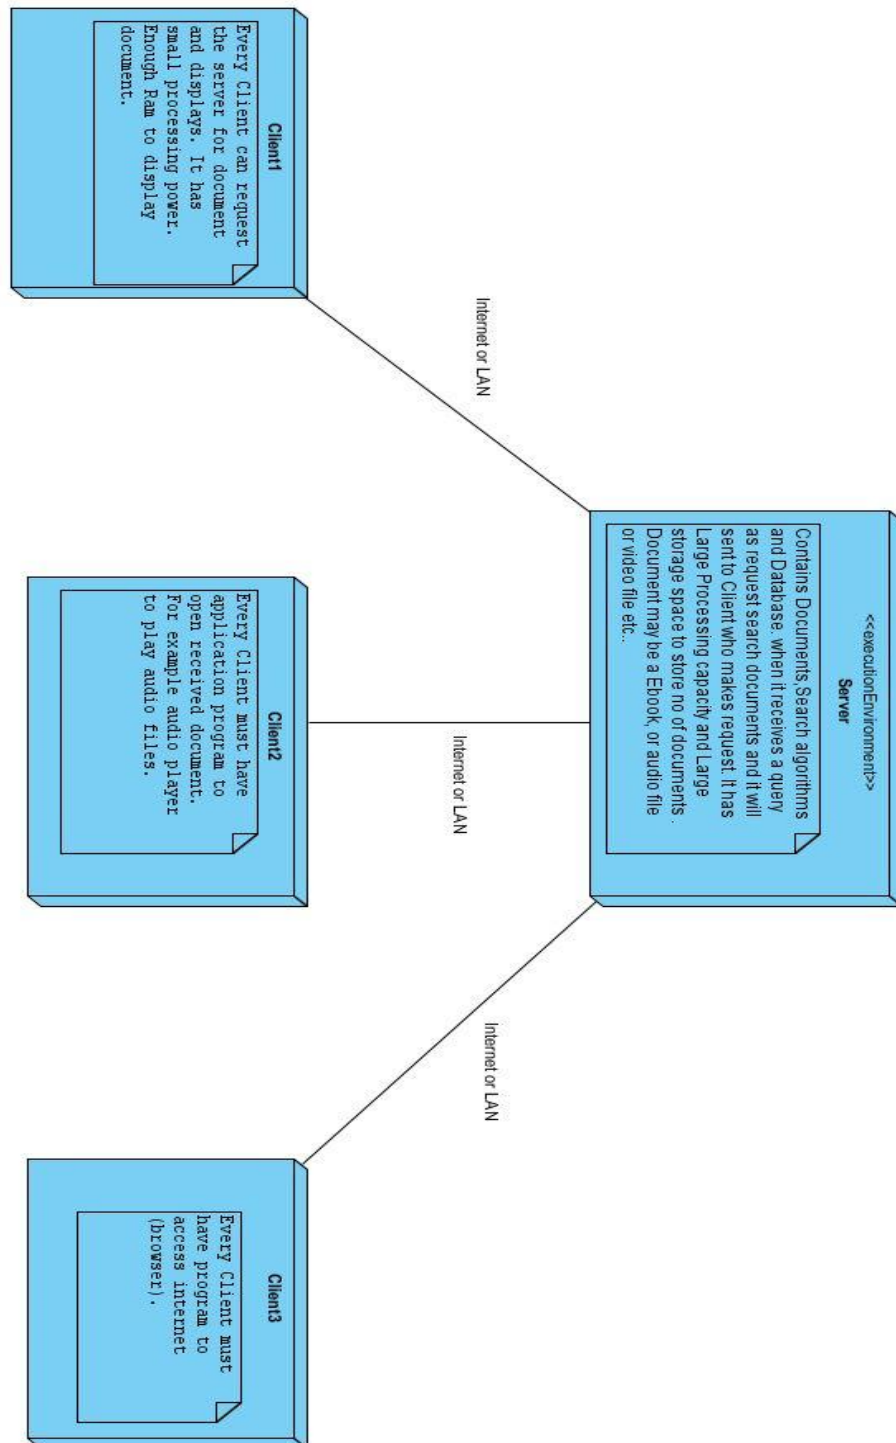 <<executionEnvironment>>
Server
Contains Documents,Search algorithms
and Database. when it receives a query
as request search documents and it will
sent to Client who makes request. It has
Large Processing capacity and Large
storage space to store no of documents .
Document may be a Ebook, or audio file
or video file etc..
Internet or LAN
Internet or LAN
Internet or LAN
Client1
Every Client can request
the server for document
and displays. It has
small processing power.
Enough Ram to display
document.
Client2
Every Client must have
application program to
open received document.
For example audio player
to play audio files.
Client3
Every Client must
have program to
access internet
(browser).